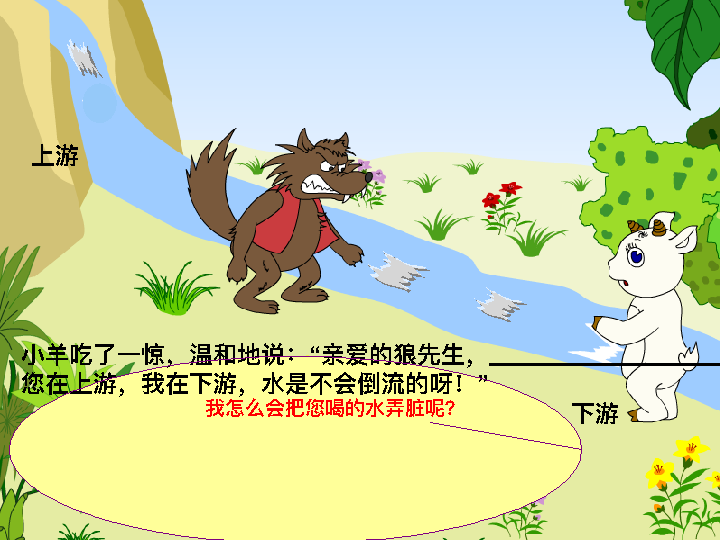 上游
小羊吃了一惊，温和地说：“亲爱的狼先生，
您在上游，我在下游，水是不会倒流的呀！”
我怎么会把您喝的水弄脏呢？
下游